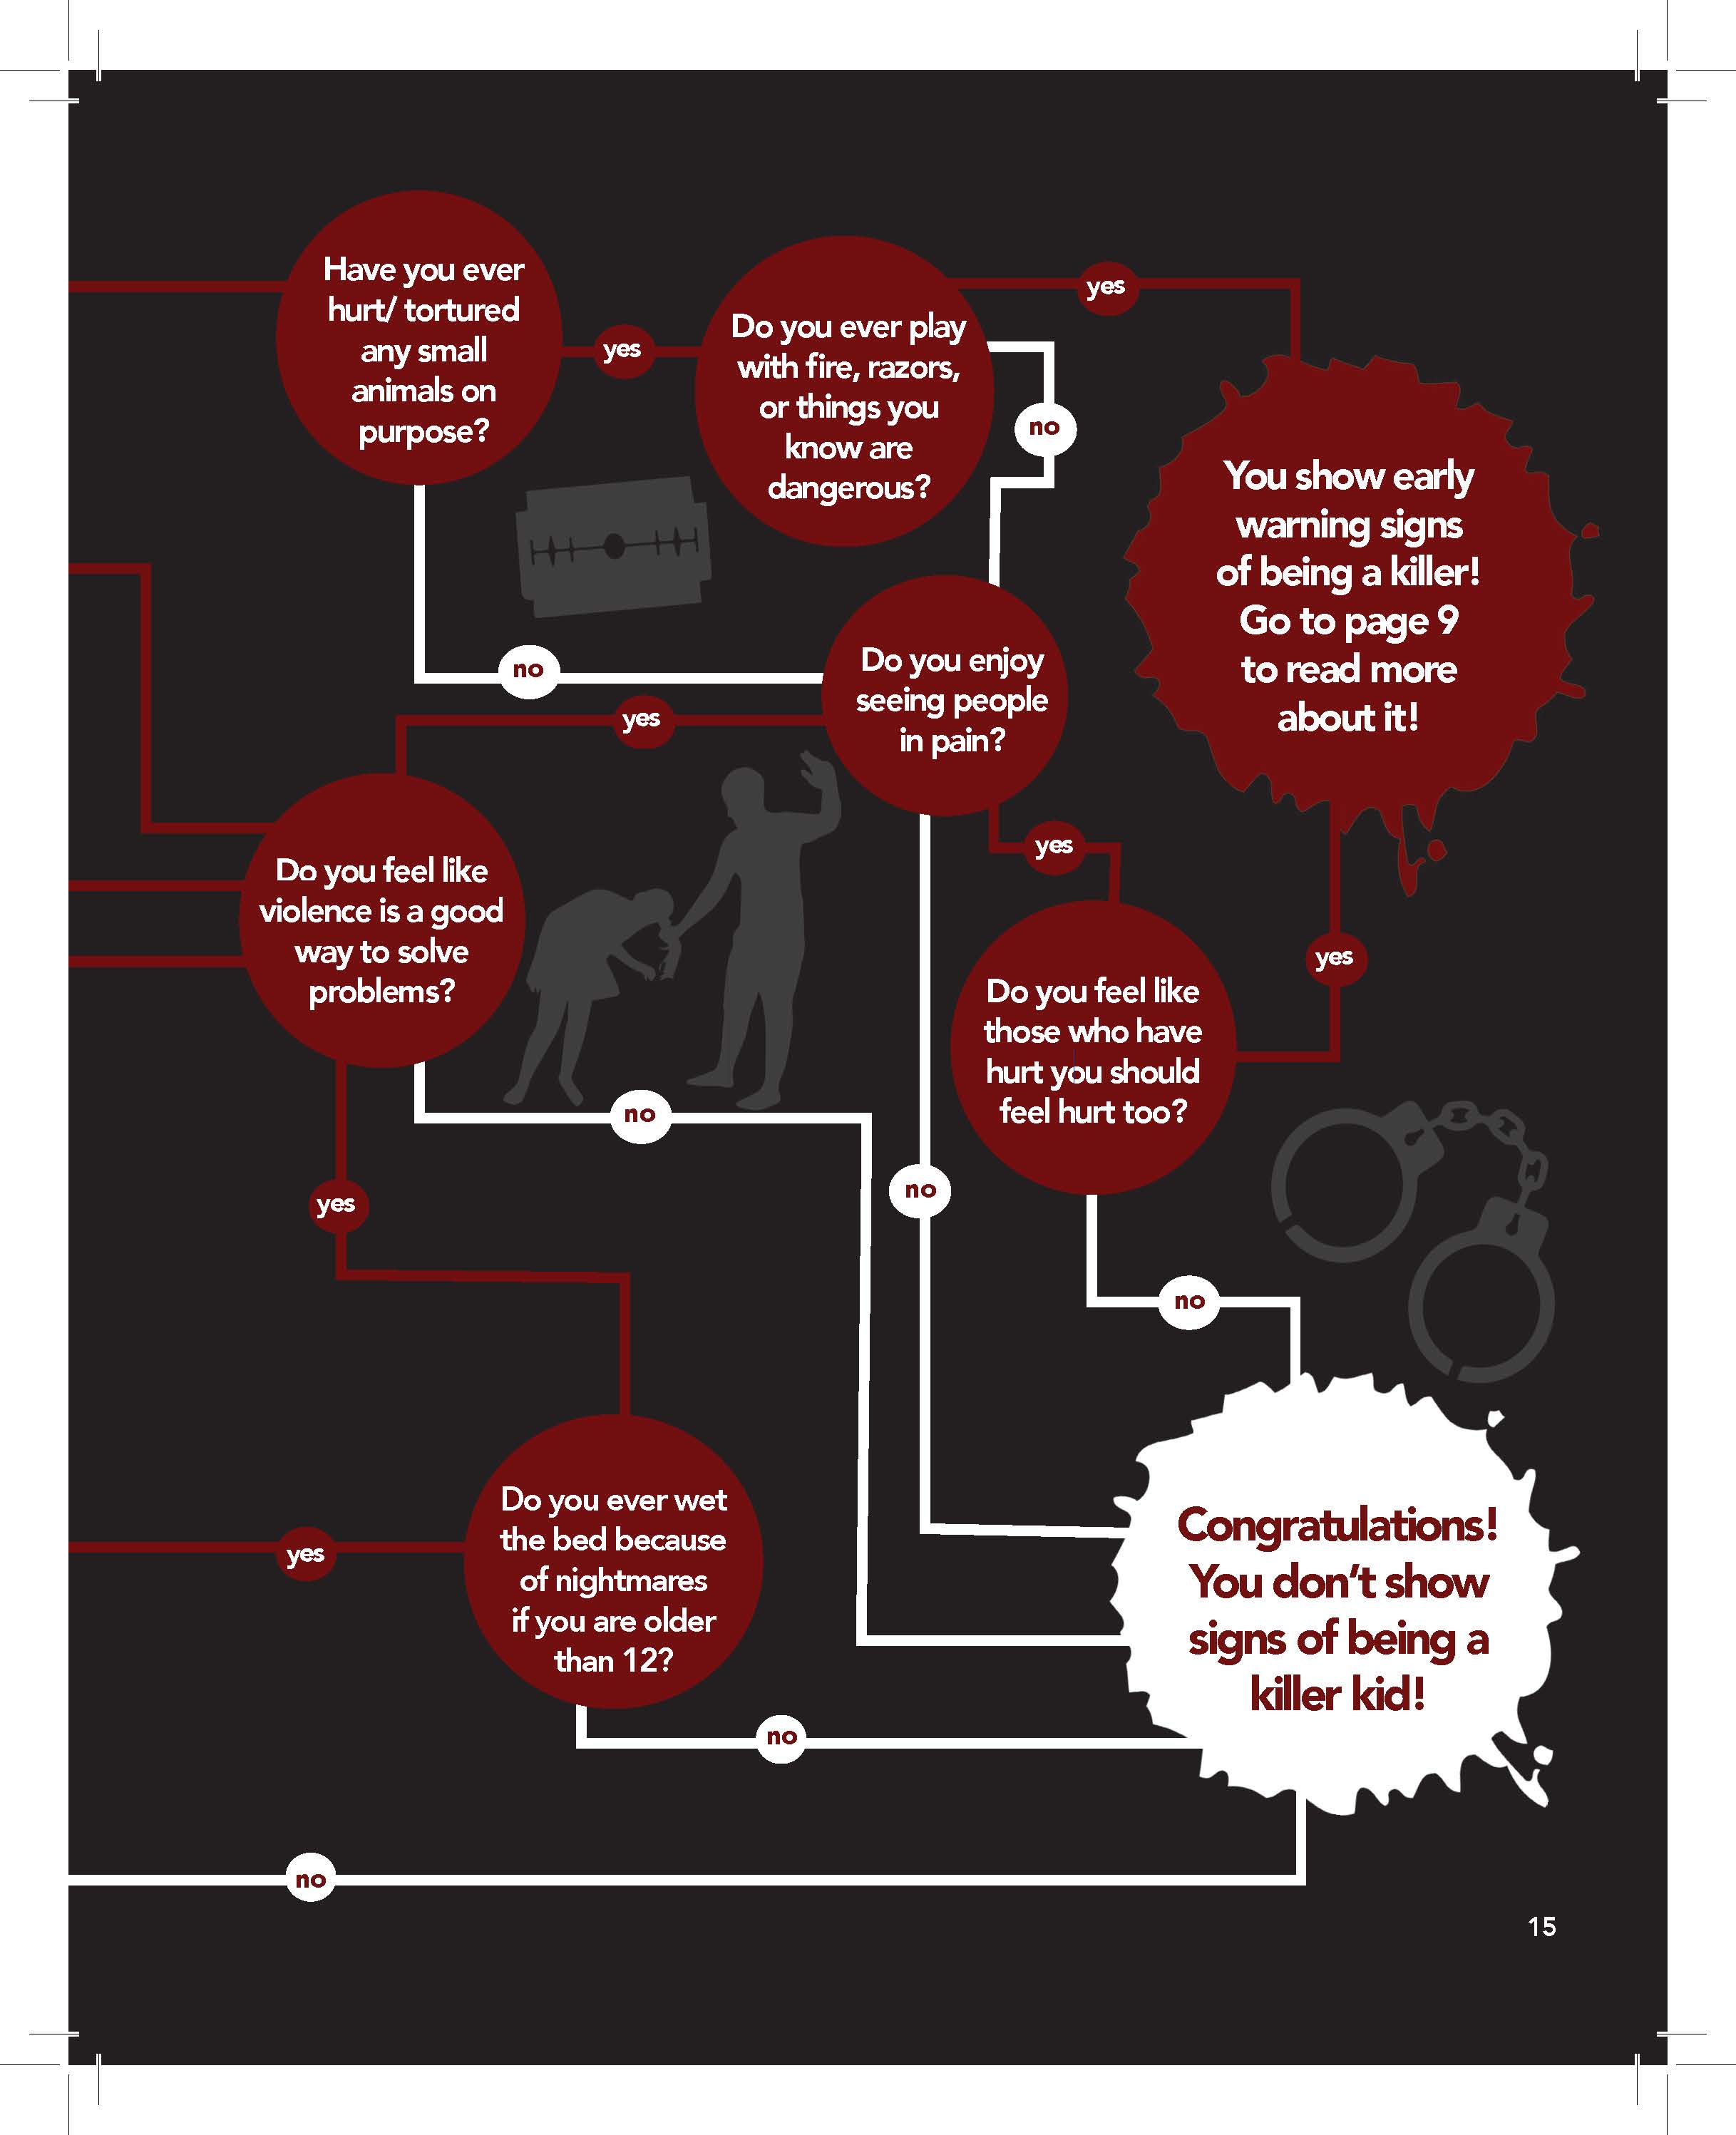 Have you ever
hurt/ tortured
any small
animals on
purpose?
yes
Do you ever play
with fire, razors,
or things you
know are
dangerous?
yes
no
You show early
warning signs
of being a killer!
Go to page 9
to read more
about it!
no
Do you enjoy
seeing people
in pain?
yes
yes
Do you feel like
violence is a good
way to solve
problems?
yes
Do you feel like
those who have
hurt you should
feel hurt too?
no
no
yes
no
Do you ever wet
the bed because
of nightmares
if you are older
than 12?
yes
Congratulations!
You don't show
signs of being a
killer kid!
no
no
15